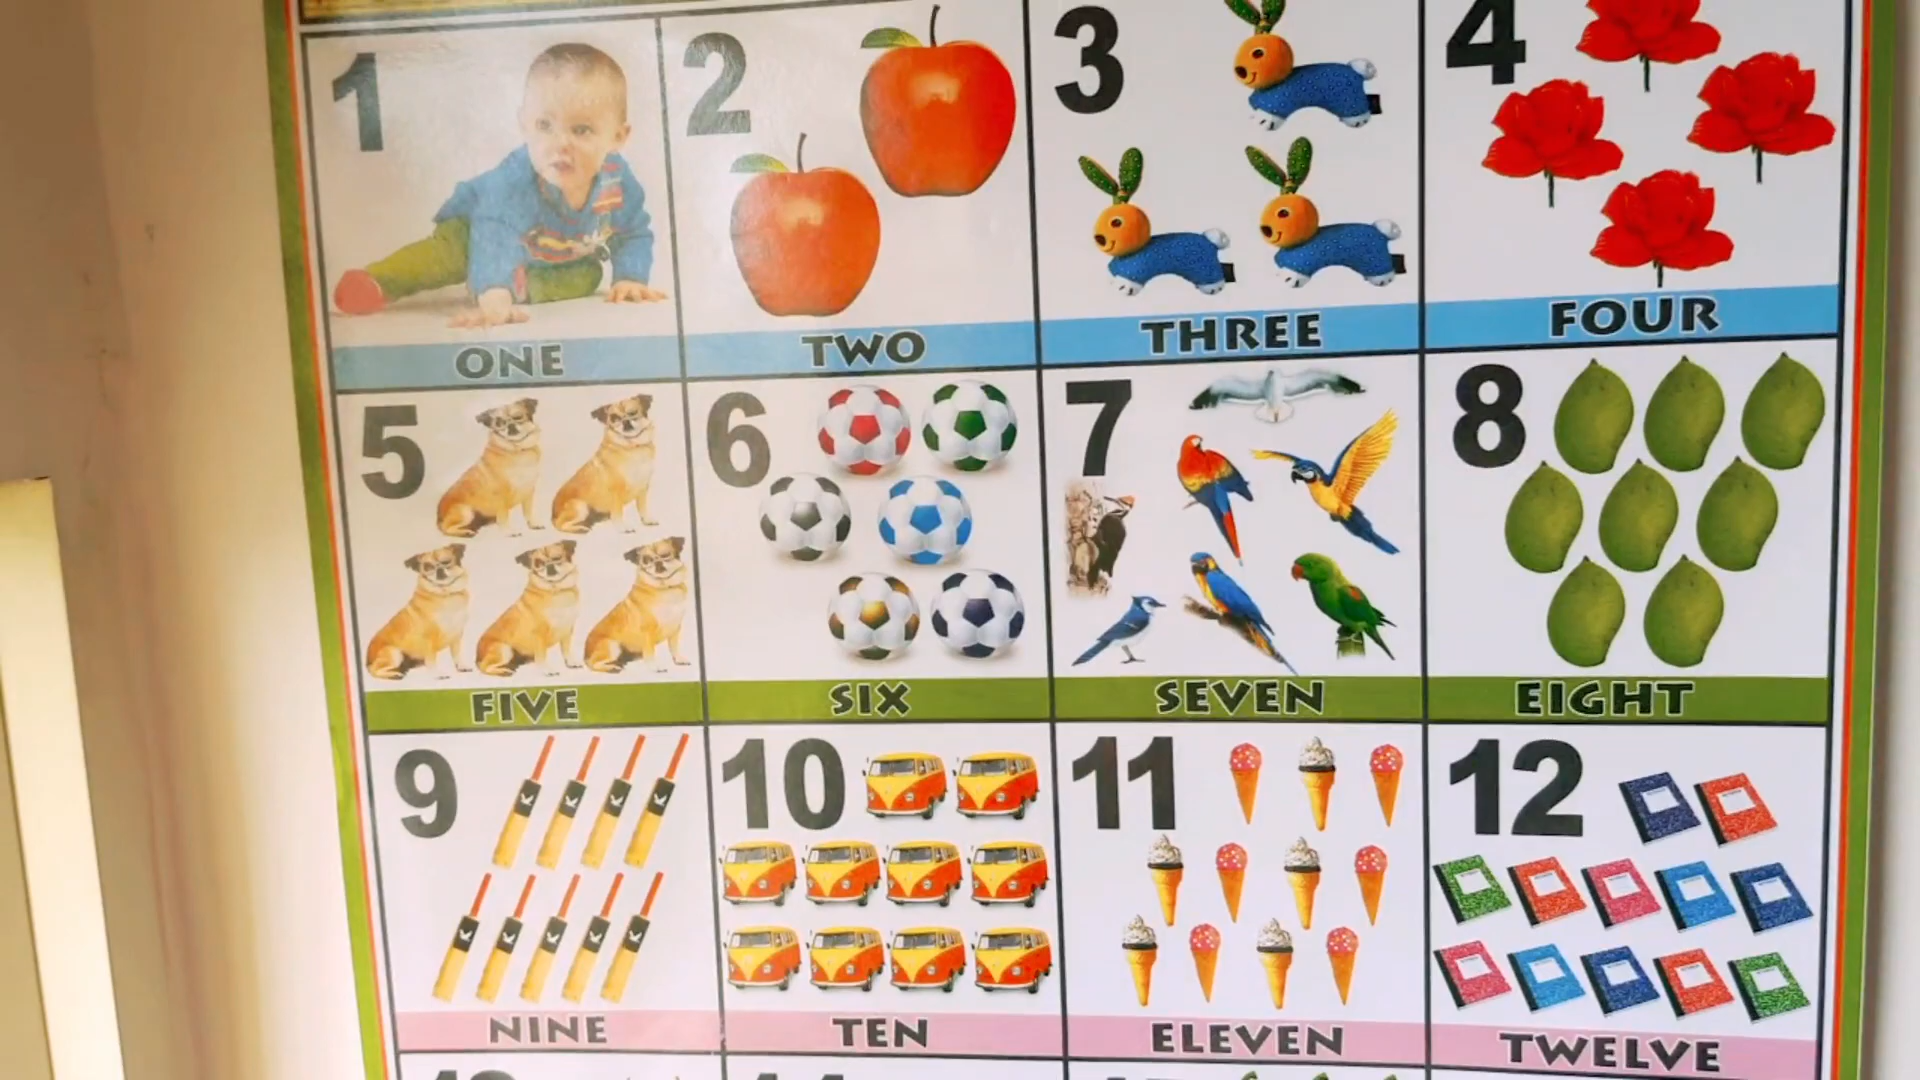 1
2
3
4
ONE
TWO
THREE
FOUR
5
6
7
8
FIVE
SIX
SEVEN
EIGHT
9
10
11
12
NINE
TEN
ELEVEN
TWELVE